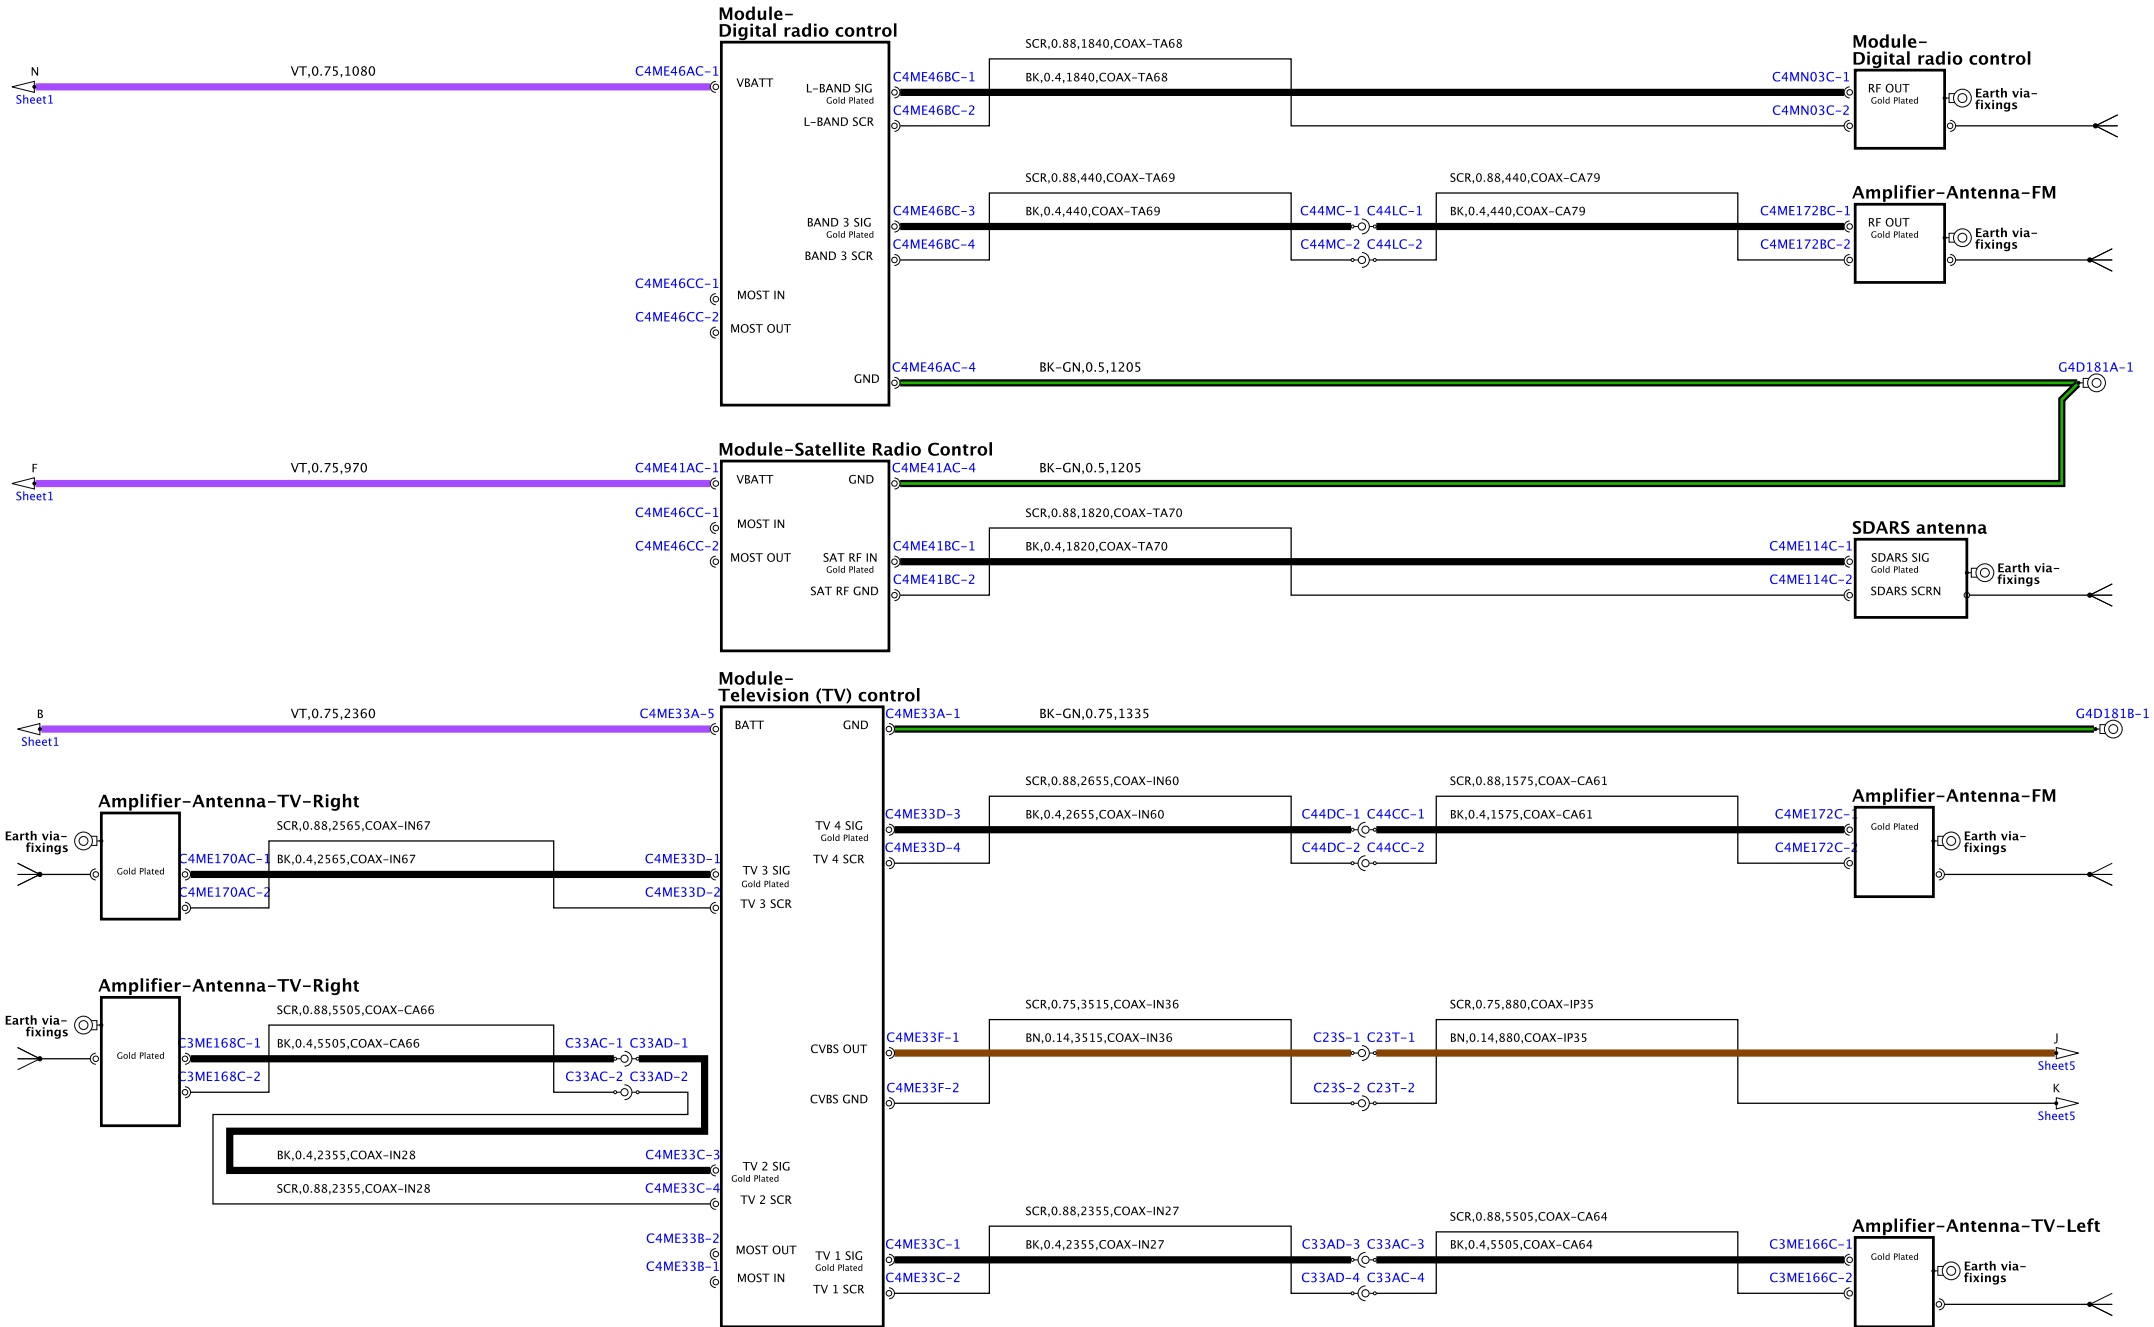 Module-
Digital radio control
N
Sheet1
VT,0.75,1080
C4ME46AC-1
VBATT
L-BAND SIG
Gold Plated
L-BAND SCR
C4ME46BC-1
C4ME46BC-2
SCR,0.88,1840,COAX-TA68
BK,0.4,1840,COAX-TA68
C4MN03C-1
C4MN03C-2
Module-
Digital radio control
RF OUT
Gold Plated
Earth via-
fixings
BAND 3 SIG
Gold Plated
BAND 3 SCR
C4ME46BC-3
C4ME46BC-4
SCR,0.88,440,COAX-TA69
BK,0.4,440,COAX-TA69
C44MC-1 C44LC-1
C44MC-2 C44LC-2
SCR,0.88,440,COAX-CA79
BK,0.4,440,COAX-CA79
C4ME172BC-1
C4ME172BC-2
Amplifier-Antenna-FM
RF OUT
Gold Plated
Earth via-
fixings
C4ME46CC-1
MOST IN
C4ME46CC-2
MOST OUT
GND
C4ME46AC-4
BK-GN,0.5,1205
G4D181A-1
Module-Satellite Radio Control
F
Sheet1
VT,0.75,970
C4ME41AC-1
VBATT
GND
C4ME41AC-4
BK-GN,0.5,1205
C4ME46CC-1
MOST IN
C4ME46CC-2
MOST OUT
SAT RF IN
Gold Plated
SAT RF GND
C4ME41BC-1
C4ME41BC-2
SCR,0.88,1820,COAX-TA70
BK,0.4,1820,COAX-TA70
C4ME114C-1
C4ME114C-2
SDARS antenna
SDARS SIG
Gold Plated
SDARS SCRN
Earth via-
fixings
Module-
Television (TV) control
B
Sheet1
VT,0.75,2360
C4ME33A-5
BATT
GND
C4ME33A-1
BK-GN,0.75,1335
G4D181B-1
Amplifier-Antenna-TV-Right
Earth via-
fixings
Gold Plated
C4ME170AC-1
C4ME170AC-2
SCR,0.88,2565,COAX-IN67
BK,0.4,2565,COAX-IN67
C4ME33D-1
C4ME33D-2
TV 3 SIG
Gold Plated
TV 3 SCR
TV 4 SIG
Gold Plated
TV 4 SCR
C4ME33D-3
C4ME33D-4
SCR,0.88,2655,COAX-IN60
BK,0.4,2655,COAX-IN60
C44DC-1 C44CC-1
C44DC-2 C44CC-2
SCR,0.88,1575,COAX-CA61
BK,0.4,1575,COAX-CA61
C4ME172C-1
C4ME172C-2
Amplifier-Antenna-FM
Gold Plated
Earth via-
fixings
Amplifier-Antenna-TV-Right
Earth via-
fixings
Gold Plated
C3ME168C-1
C3ME168C-2
SCR,0.88,5505,COAX-CA66
BK,0.4,5505,COAX-CA66
C33AC-1 C33AD-1
C33AC-2 C33AD-2
CVBS OUT
CVBS GND
C4ME33F-1
C4ME33F-2
SCR,0.75,3515,COAX-IN36
BN,0.14,3515,COAX-IN36
C23S-1 C23T-1
C23S-2 C23T-2
SCR,0.75,880,COAX-IP35
BN,0.14,880,COAX-IP35
J
Sheet5
K
Sheet5
BK,0.4,2355,COAX-IN28
SCR,0.88,2355,COAX-IN28
C4ME33C-3
C4ME33C-4
TV 2 SIG
Gold Plated
TV 2 SCR
C4ME33B-2
MOST OUT
C4ME33B-1
MOST IN
TV 1 SIG
Gold Plated
TV 1 SCR
C4ME33C-1
C4ME33C-2
SCR,0.88,2355,COAX-IN27
BK,0.4,2355,COAX-IN27
C33AD-3 C33AC-3
C33AD-4 C33AC-4
SCR,0.88,5505,COAX-CA64
BK,0.4,5505,COAX-CA64
C3ME166C-1
C3ME166C-2
Amplifier-Antenna-TV-Left
Gold Plated
Earth via-
fixings